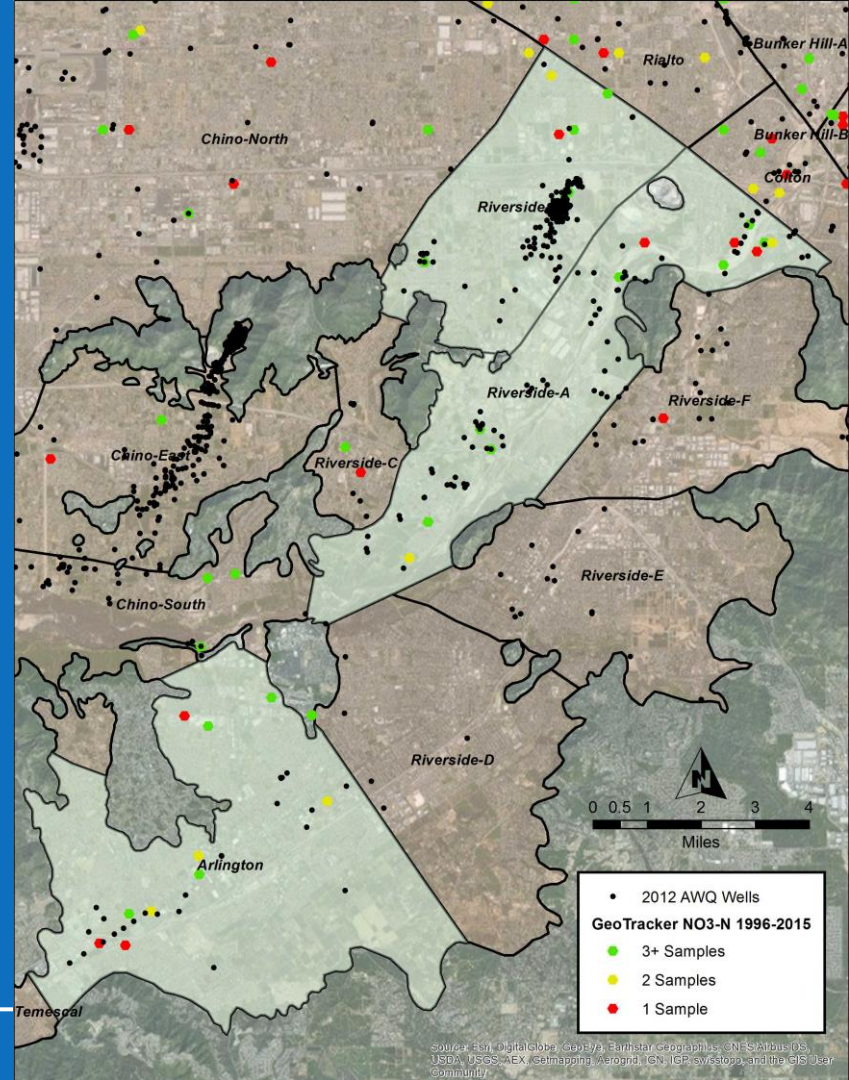 Bunker Hill-A
Rialto
Chino-North
Bunker Hill-B
Colton
Riverside
Riverside-A
Riverside-F
Chino-East
Riverside-C
Riverside-E
Chino-South
Riverside-D
N
0 0.5 1 2 3 4
Miles
Arlington
2012 AWQ Wells
GeoTracker NO3-N 1996-2015
3+ Samples
2 Samples
1 Sample
Temescal
Source: Esri, DigitalGlobe, GeoEye, Earthstar Geographics, CNES/Airbus DS,
USDA, USGS, AEX, Getmapping, Aerogrid, IGN, IGP, swisstopo, and the GIS User
Community